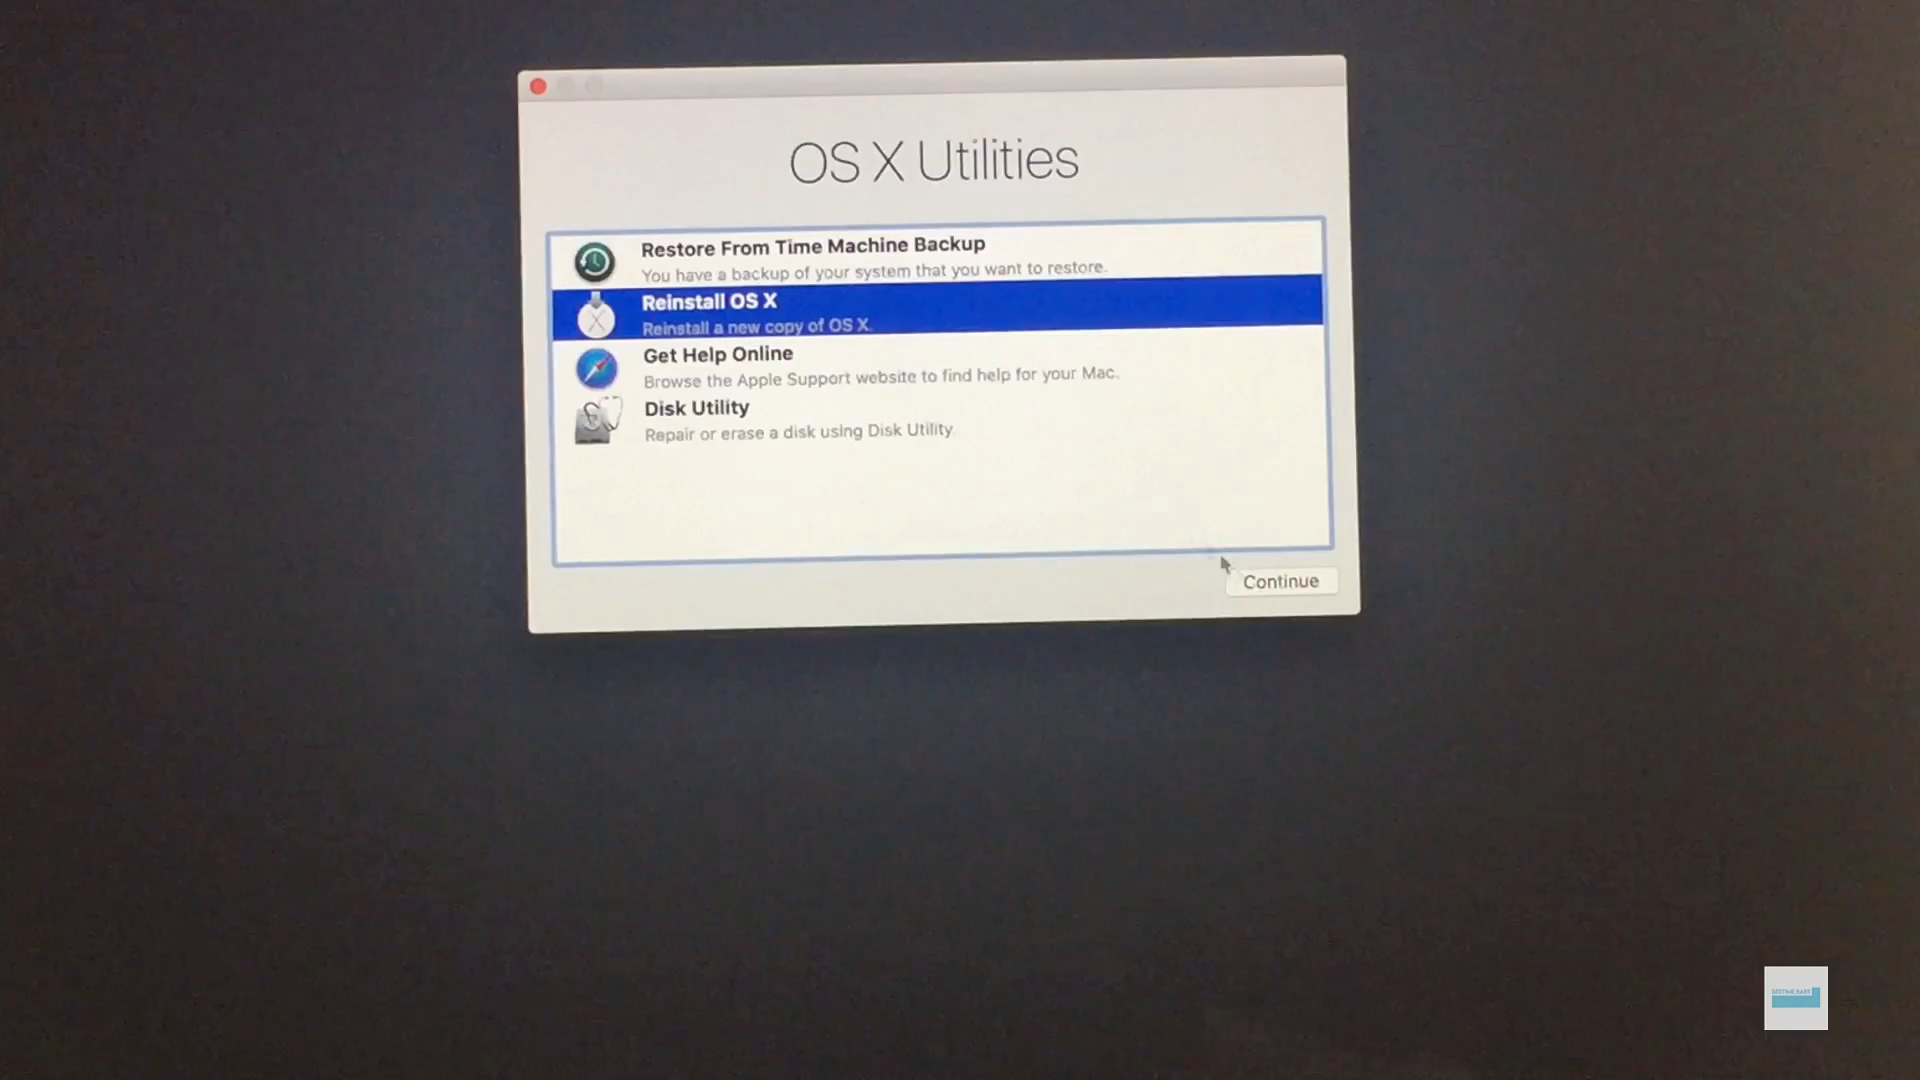 OS X Utilities
Restore From Time Machine Backup
You have a backup of your system that you want to restore.
Reinstall OS X
Reinstall a new copy of OS X.
Get Help Online
Browse the Apple Support website to find help for your Mac.
Disk Utility
Repair or erase a disk using Disk Utility.
Continue